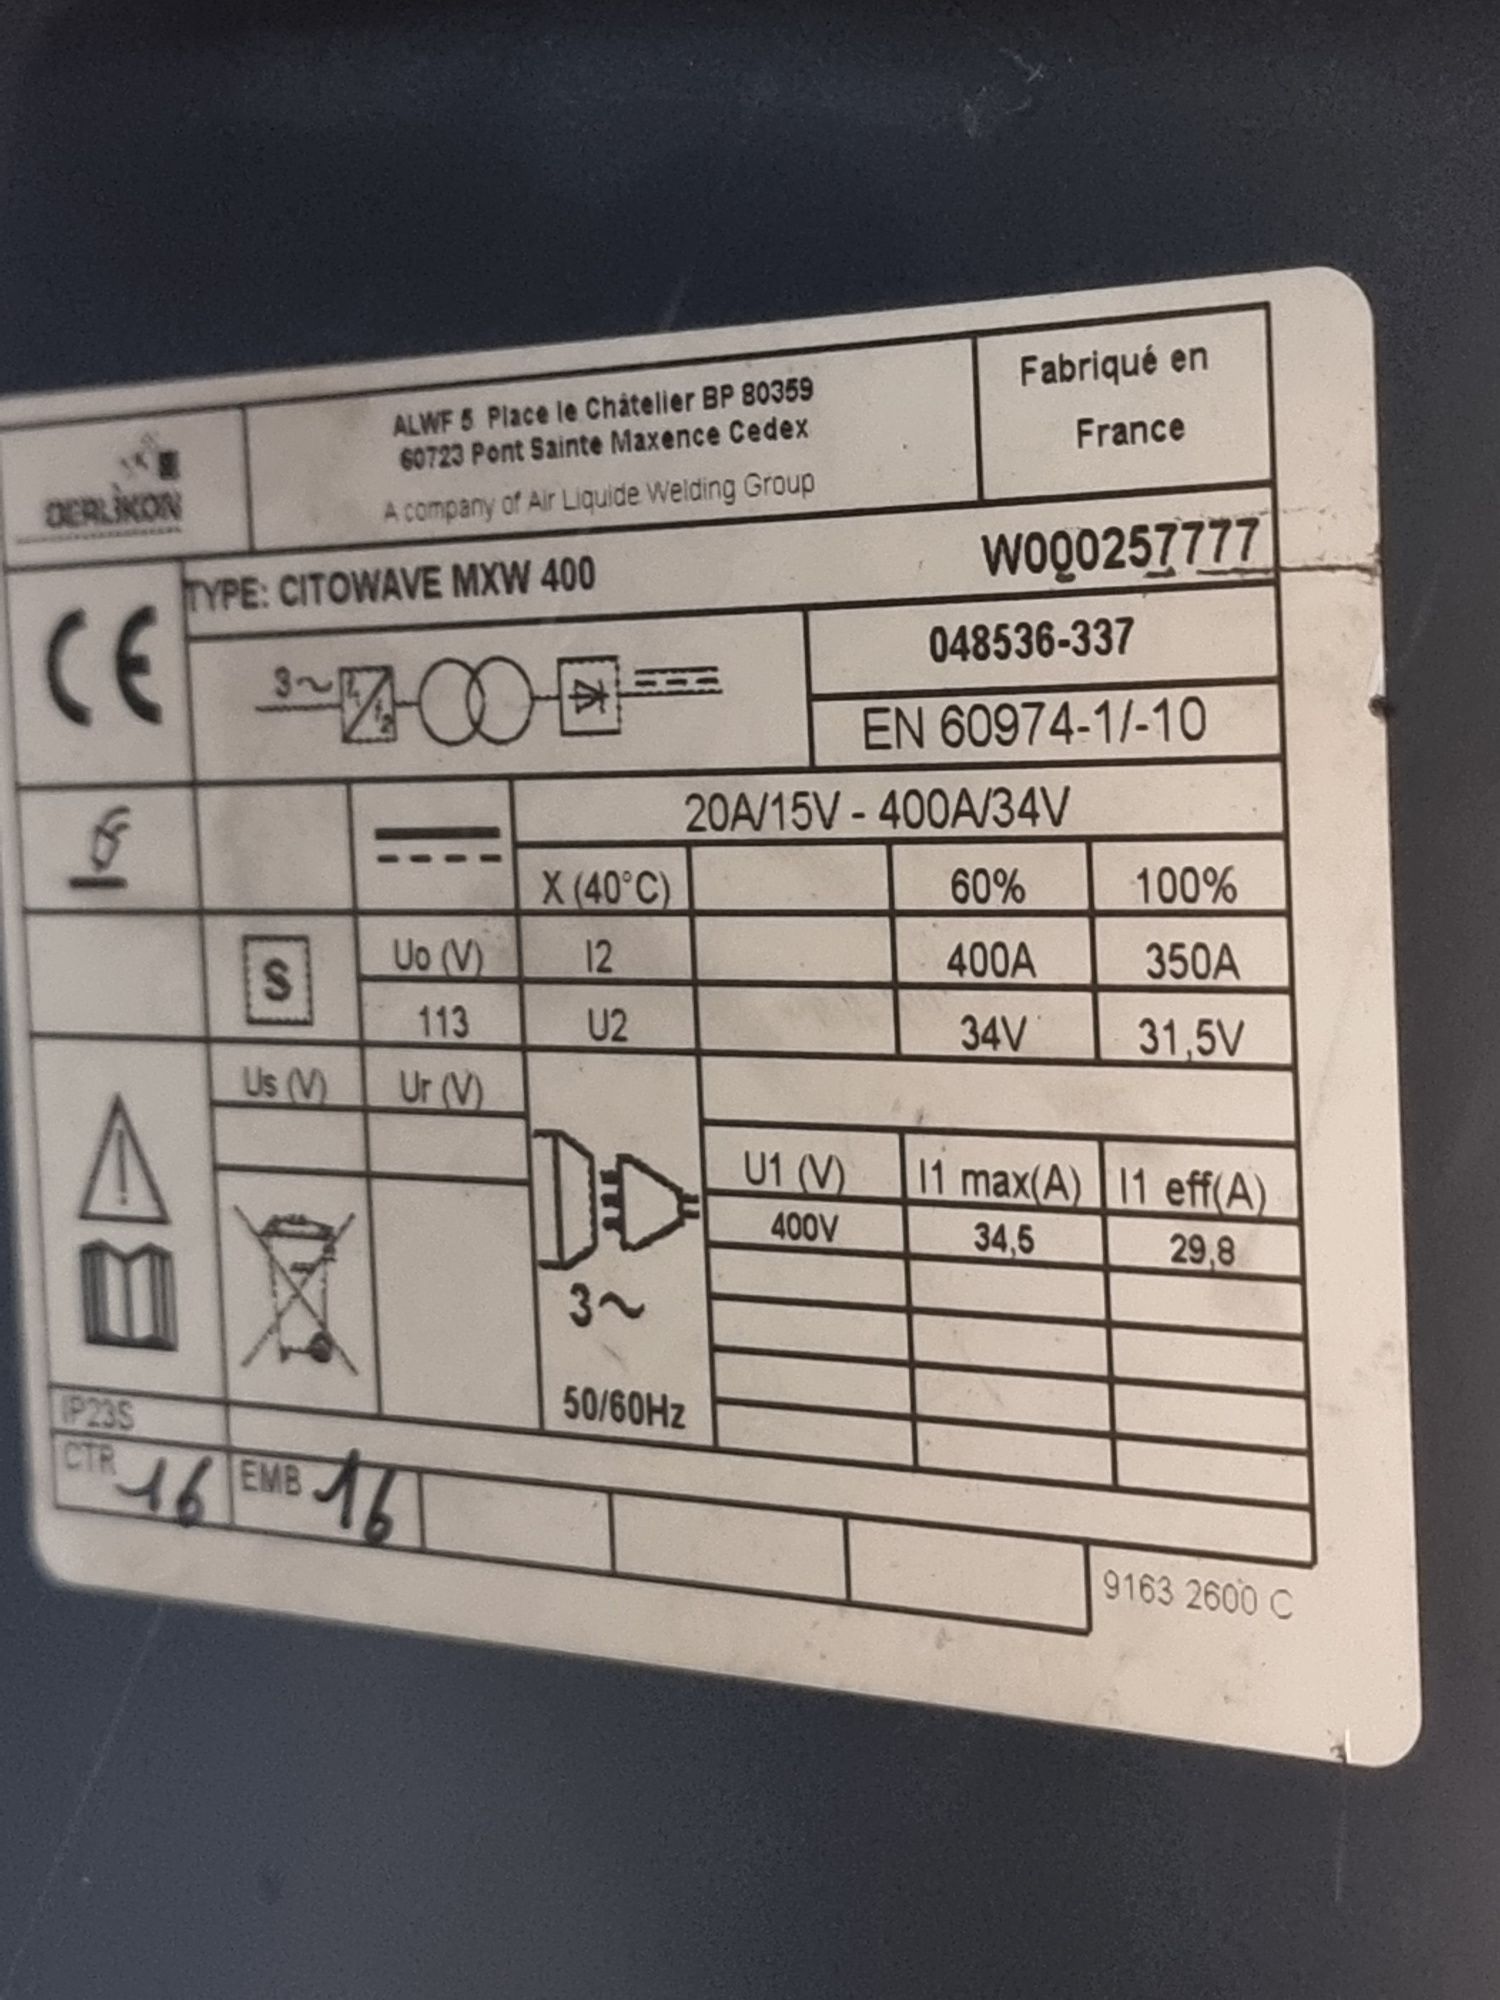 OERLIKON
ALWF 5 Place le Châtelier BP 80359
60723 Pont Sainte Maxence Cedex
A company of Air Liquide Welding Group
Fabriqué en
France
CE
TYPE: CITOWAVE MXW 400
W000257777
3~
f1
f2
048536-337
EN 60974-1/-10
20A/15V - 400A/34V
X (40°C)
60%
100%
S
Uo (V)
I2
400A
350A
113
U2
34V
31,5V
Us (V)
Ur (V)
U1 (V)
I1 max(A)
I1 eff(A)
400V
34,5
29,8
3~
50/60Hz
IP23S
CTR 16
EMB 16
9163 2600 C